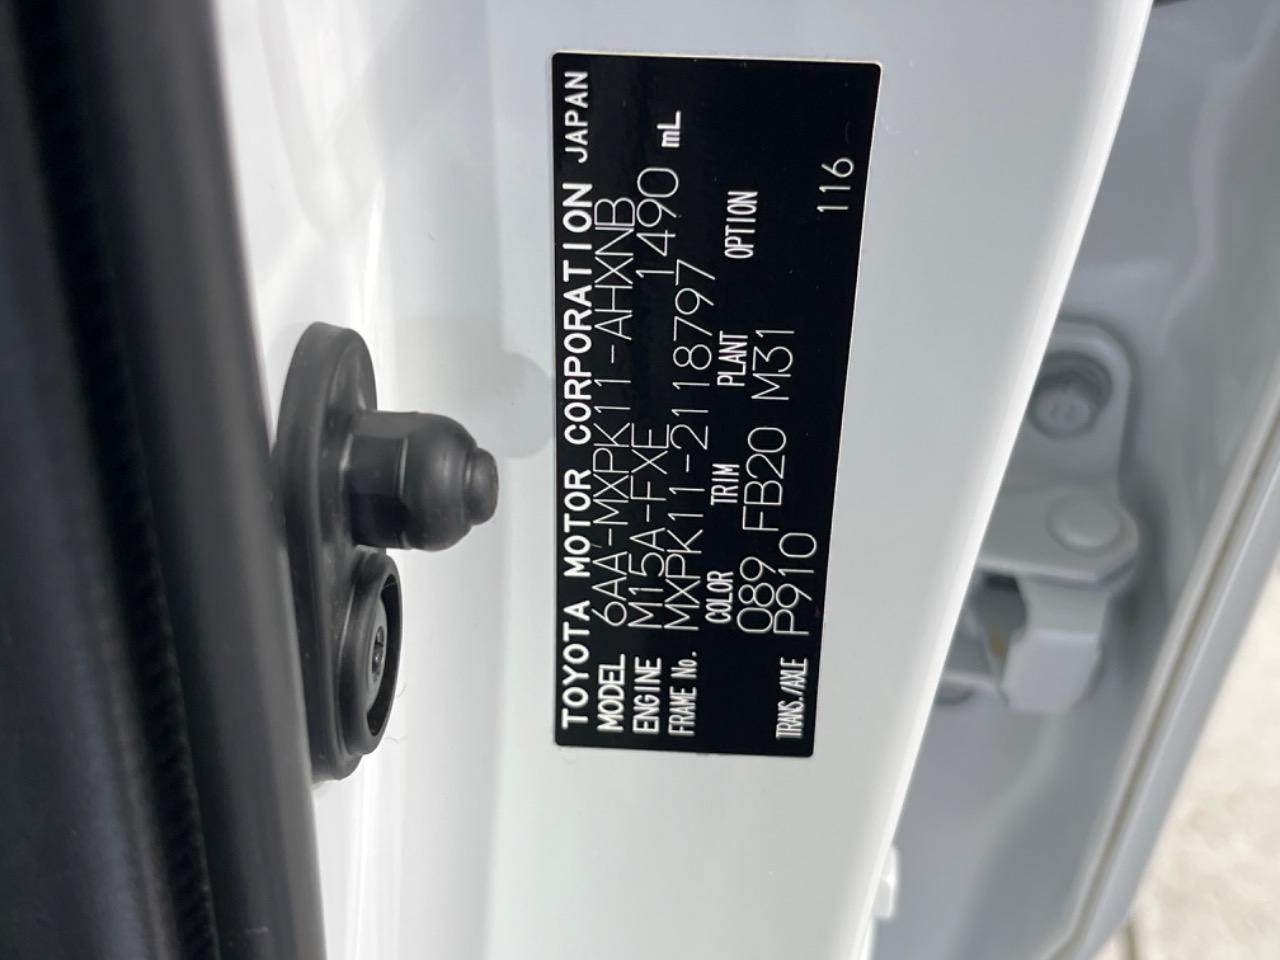 TOYOTA MOTOR CORPORATION JAPAN
MODEL 6AA-MXPK11-AHXNB
ENGINE M15A-FXE 1490 mL
FRAME No. MXPK11-2118797
COLOR TRIM PLANT OPTION
089 FB20 M31
TRANS./AXLE P910
116